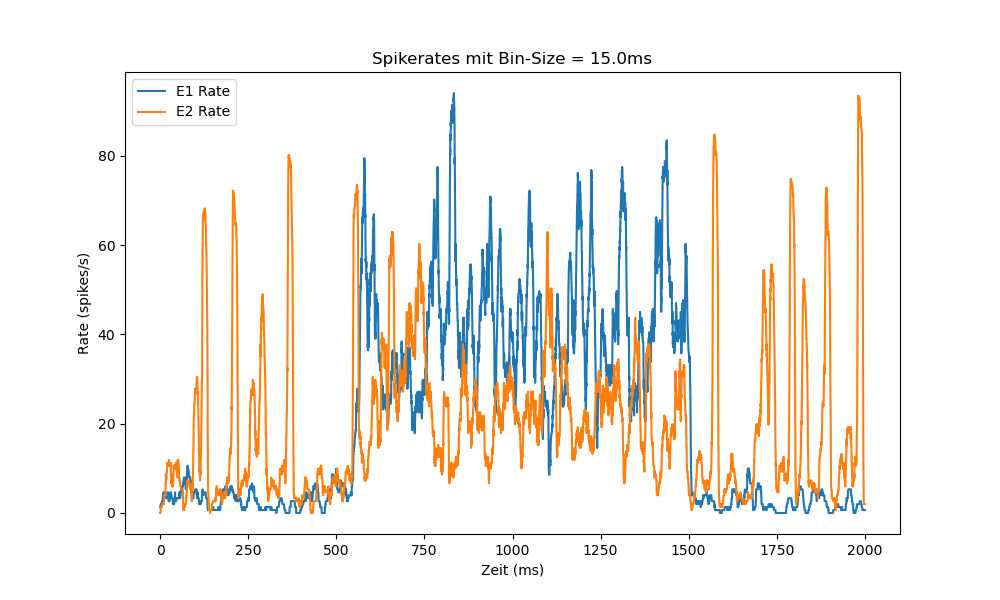 Spikerates mit Bin-Size = 15.0ms
E1 Rate
E2 Rate
Rate (spikes/s)
80
60
40
20
0
0 250 500 750 1000 1250 1500 1750 2000
Zeit (ms)